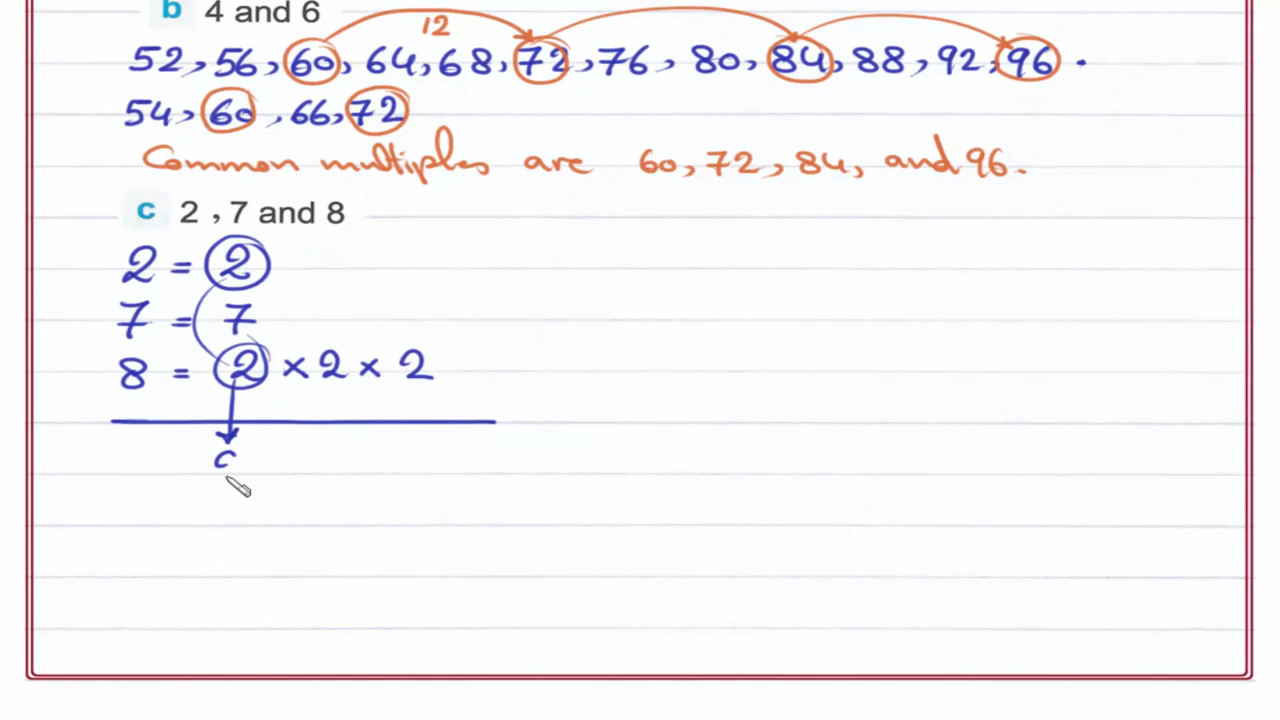 b 4 and 6
12
52, 56, 60, 64, 68, 72, 76, 80, 84, 88, 92, 96.
54, 60, 66, 72
Common multiples are 60, 72, 84, and 96.
c 2 , 7 and 8
2 = 2
7 = 7
8 = 2 × 2 × 2
c